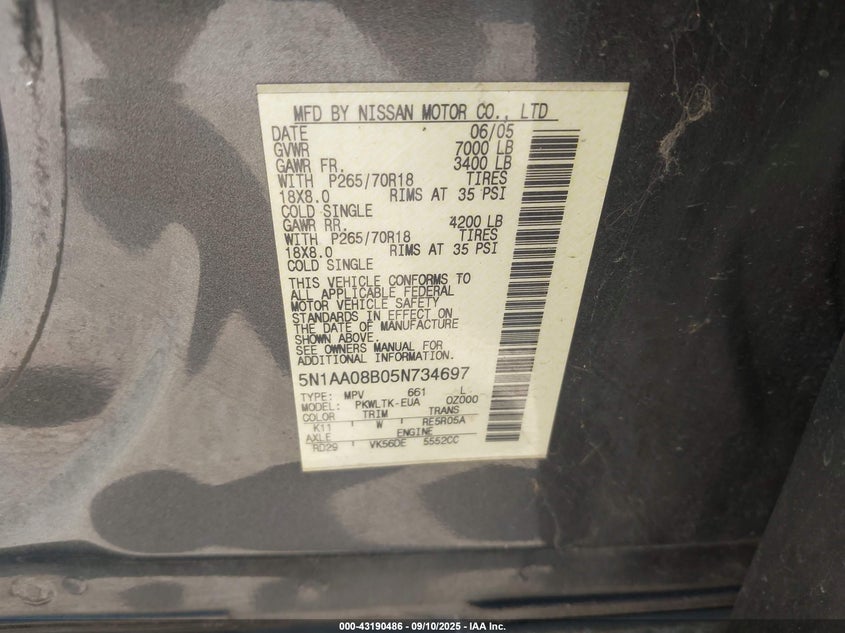 MFD BY NISSAN MOTOR CO., LTD
DATE 06/05
GVWR 7000 LB
GAWR FR. 3400 LB
WITH P265/70R18 TIRES
18X8.0 RIMS AT 35 PSI
COLD SINGLE
GAWR RR. 4200 LB
WITH P265/70R18 TIRES
18X8.0 RIMS AT 35 PSI
COLD SINGLE
THIS VEHICLE CONFORMS TO
ALL APPLICABLE FEDERAL
MOTOR VEHICLE SAFETY
STANDARDS IN EFFECT ON
THE DATE OF MANUFACTURE
SHOWN ABOVE.
SEE OWNERS MANUAL FOR
ADDITIONAL INFORMATION.
5N1AA08B05N734697
TYPE: MPV 661 L
MODEL: PKWLTK-EUA 0Z000
COLOR TRIM TRANS
K11 W RE5R05A
AXLE ENGINE
RD29 VK56DE 5552CC
000-43190486 - 09/10/2025 - IAA Inc.